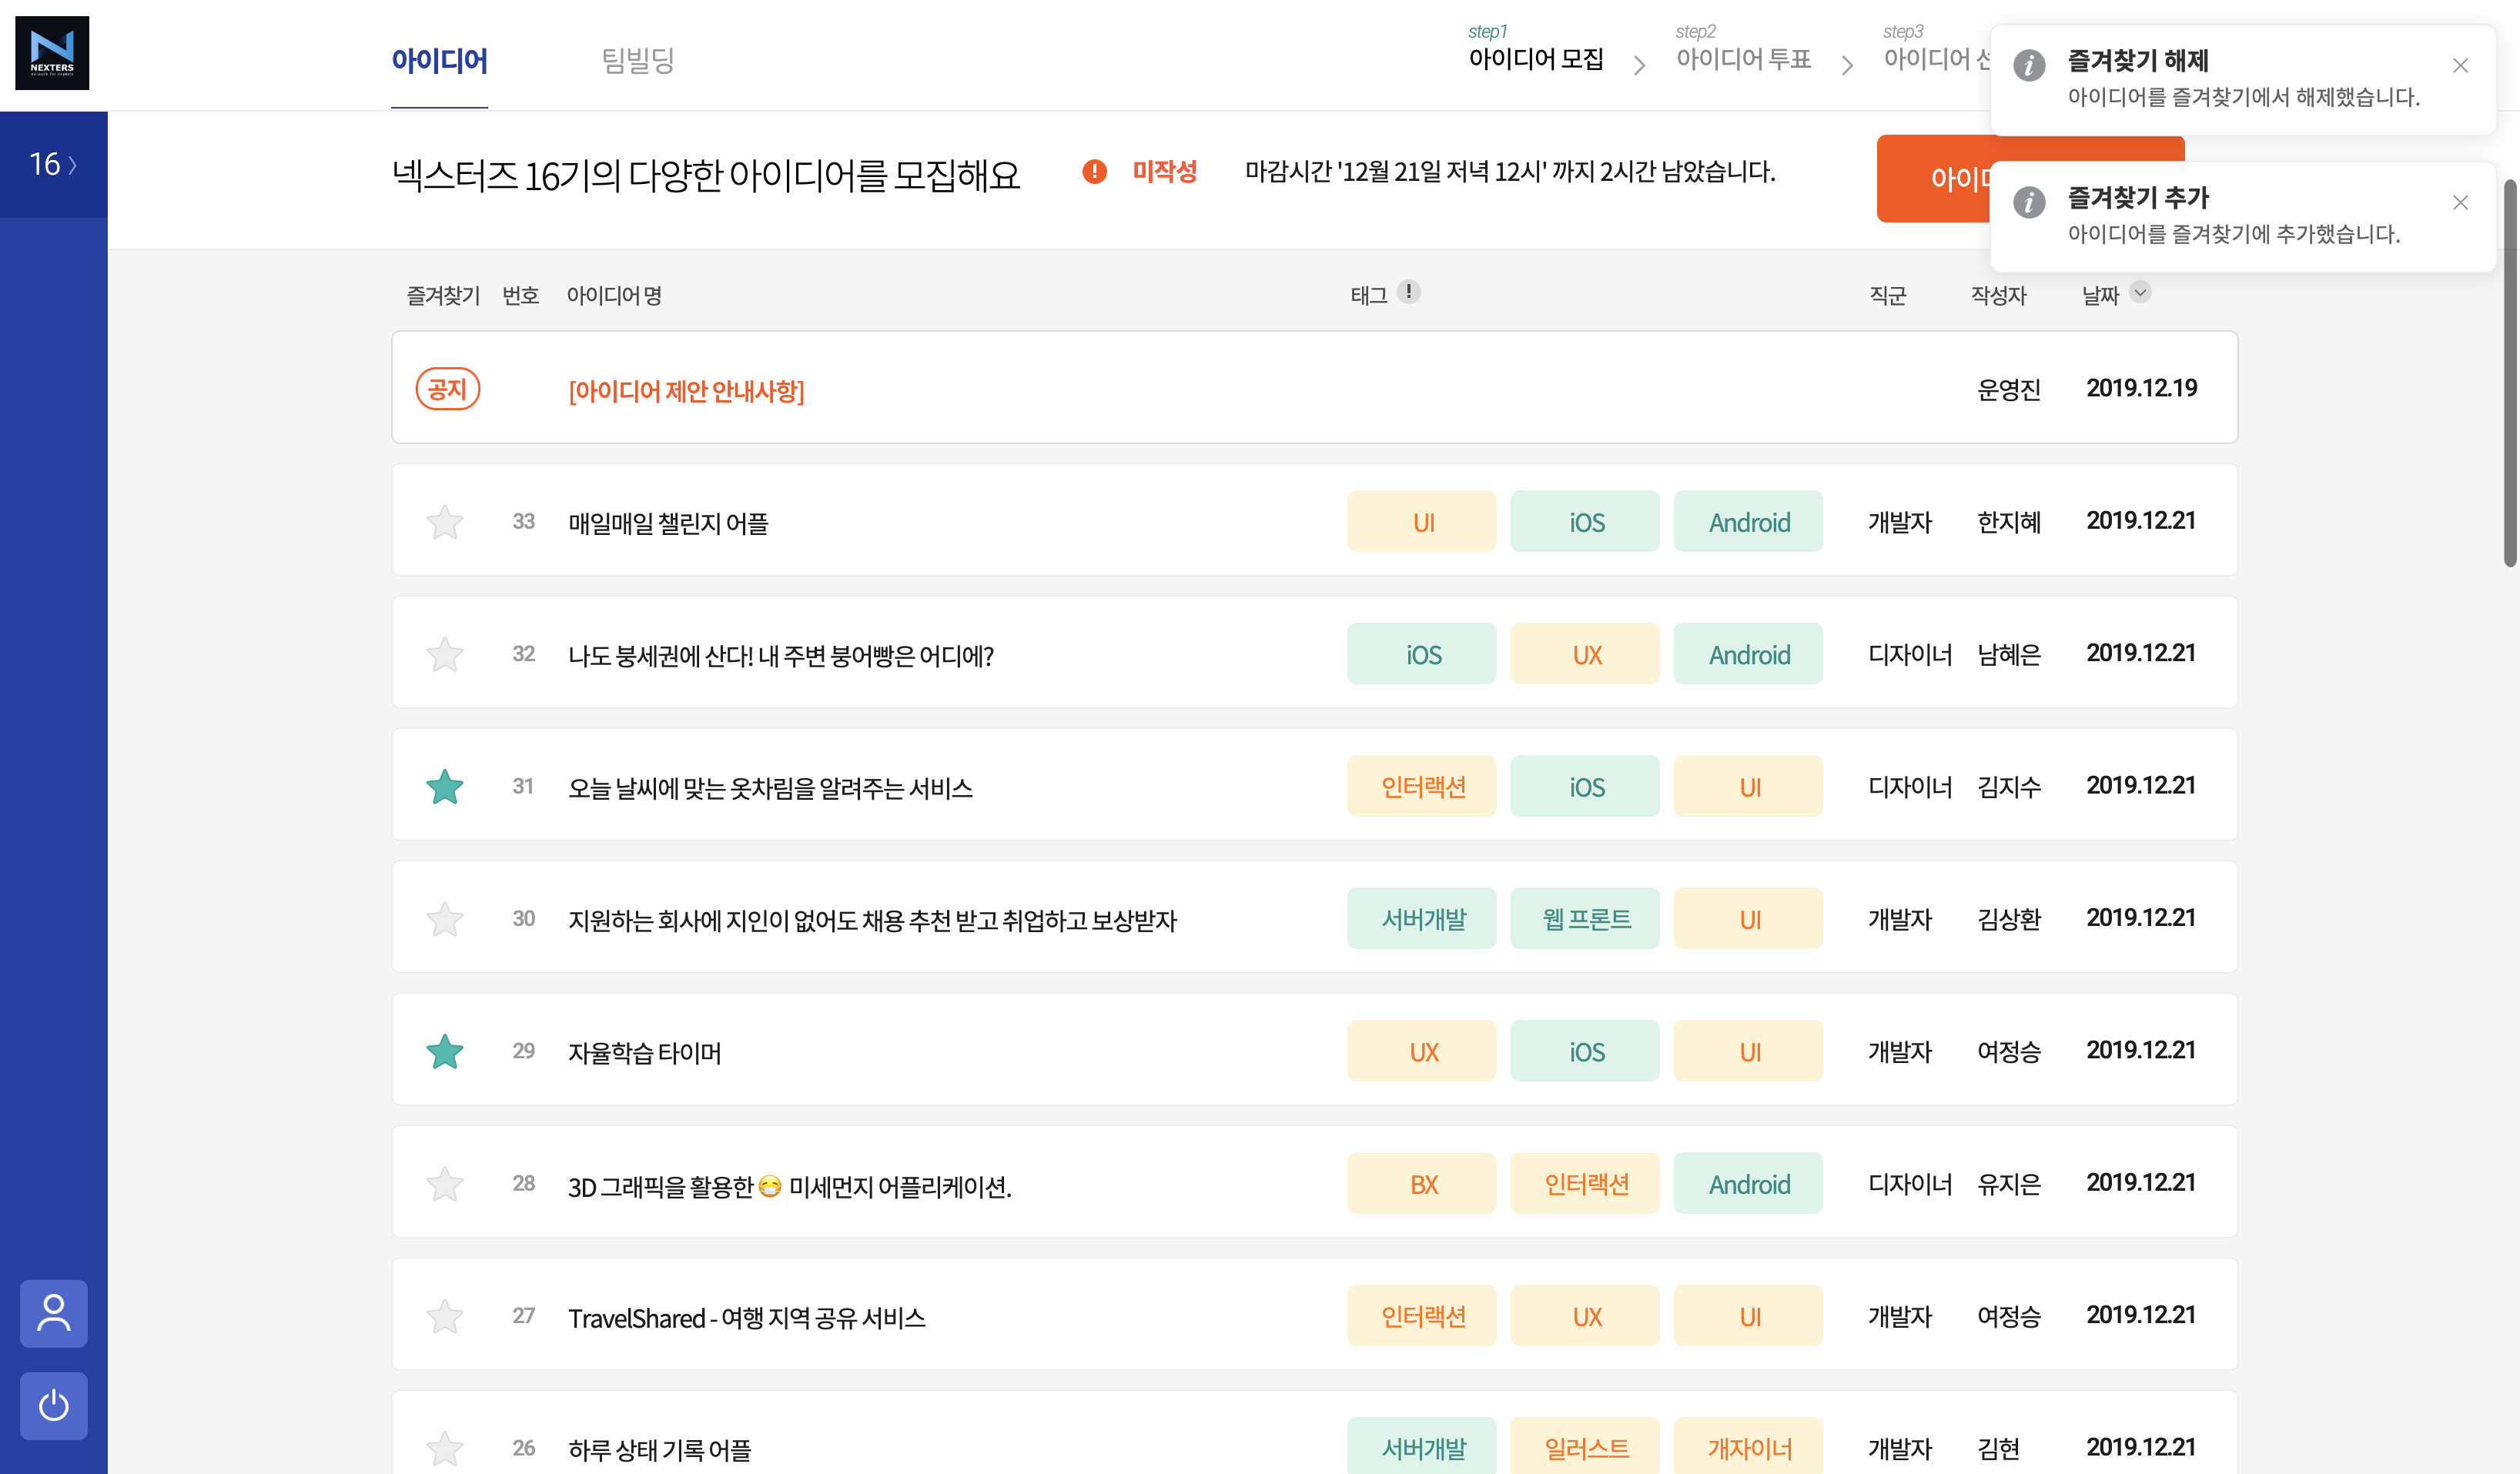 NEXTERS
아이디어
팀빌딩
step1
아이디어 모집
step2
아이디어 투표
step3
아이디어
즐겨찾기 해제
아이디어를 즐겨찾기에서 해제했습니다.
16
넥스터즈 16기의 다양한 아이디어를 모집해요
미작성
마감시간 '12월 21일 저녁 12시' 까지 2시간 남았습니다.
즐겨찾기 추가
아이디어를 즐겨찾기에 추가했습니다.
즐겨찾기 번호 아이디어 명 태그 직군 작성자 날짜
공지 [아이디어 제안 안내사항] 운영진 2019.12.19
33 매일매일 챌린지 어플 UI iOS Android 개발자 한지혜 2019.12.21
32 나도 붕세권에 산다! 내 주변 붕어빵은 어디에? iOS UX Android 디자이너 남혜은 2019.12.21
31 오늘 날씨에 맞는 옷차림을 알려주는 서비스 인터랙션 iOS UI 디자이너 김지수 2019.12.21
30 지원하는 회사에 지인이 없어도 채용 추천 받고 취업하고 보상받자 서버개발 웹 프론트 UI 개발자 김상환 2019.12.21
29 자율학습 타이머 UX iOS UI 개발자 여정승 2019.12.21
28 3D 그래픽을 활용한😷 미세먼지 어플리케이션. BX 인터랙션 Android 디자이너 유지은 2019.12.21
27 TravelShared - 여행 지역 공유 서비스 인터랙션 UX UI 개발자 여정승 2019.12.21
26 하루 상태 기록 어플 서버개발 일러스트 개자이너 개발자 김현 2019.12.21